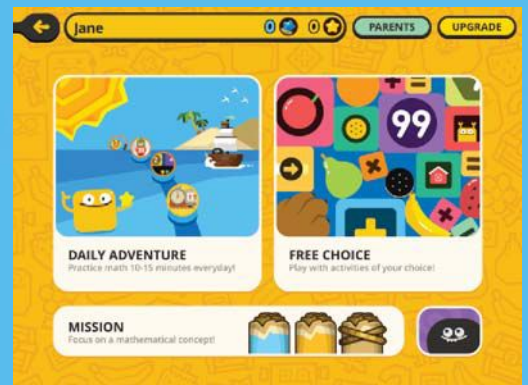 Jane
0 0
PARENTS
UPGRADE
99
DAILY ADVENTURE
Practice math 10-15 minutes everyday!
FREE CHOICE
Play with activities of your choice!
MISSION
Focus on a mathematical concept!